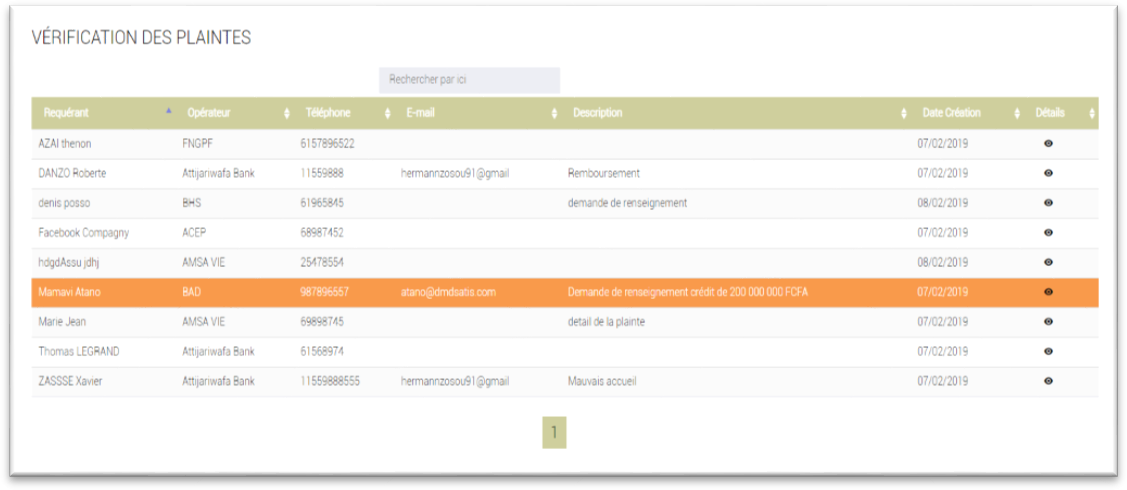 VÉRIFICATION DES PLAINTES
Rechercher par ici
Requérant Opérateur Téléphone E-mail Description Date Création Détails
AZAI thenon FNGPF 6157896522 07/02/2019
DANZO Roberte Attijariwafa Bank 11559888 hermannzosou91@gmail Remboursement 07/02/2019
denis posso BHS 61965845 demande de renseignement 08/02/2019
Facebook Compagny ACEP 68987452 07/02/2019
hdgdAssu jdhj AMSA VIE 25478554 08/02/2019
Mamavi Atano BAD 987896557 atano@dmdsatis.com Demande de renseignement crédit de 200 000 000 FCFA 07/02/2019
Marie Jean AMSA VIE 69898745 detail de la plainte 07/02/2019
Thomas LEGRAND Attijariwafa Bank 61568974 07/02/2019
ZASSSE Xavier Attijariwafa Bank 11559888555 hermannzosou91@gmail Mauvais accueil 07/02/2019
1